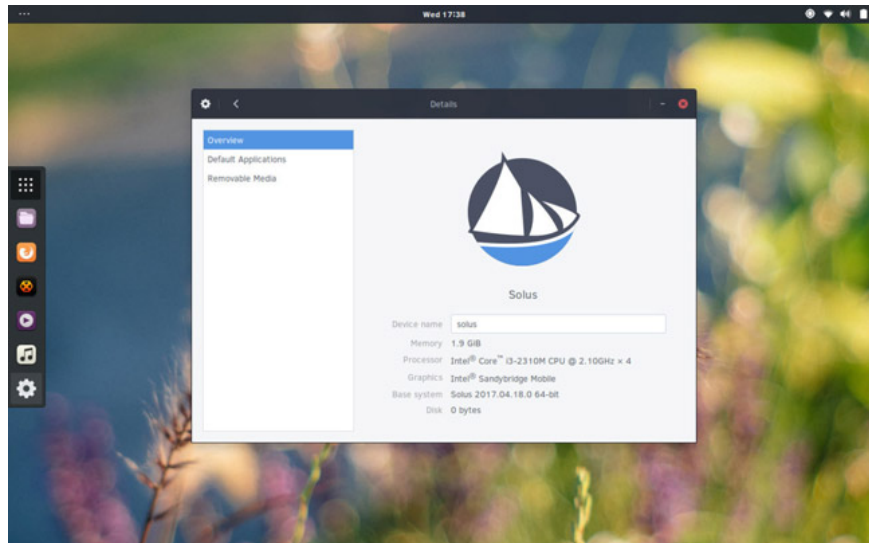 Wed 17:38
Details
Overview
Default Applications
Removable Media
Solus
Device name solus
Memory 1.9 GiB
Processor Intel® Core™ i3-2310M CPU @ 2.10GHz × 4
Graphics Intel® Sandybridge Mobile
Base system Solus 2017.04.18.0 64-bit
Disk 0 bytes